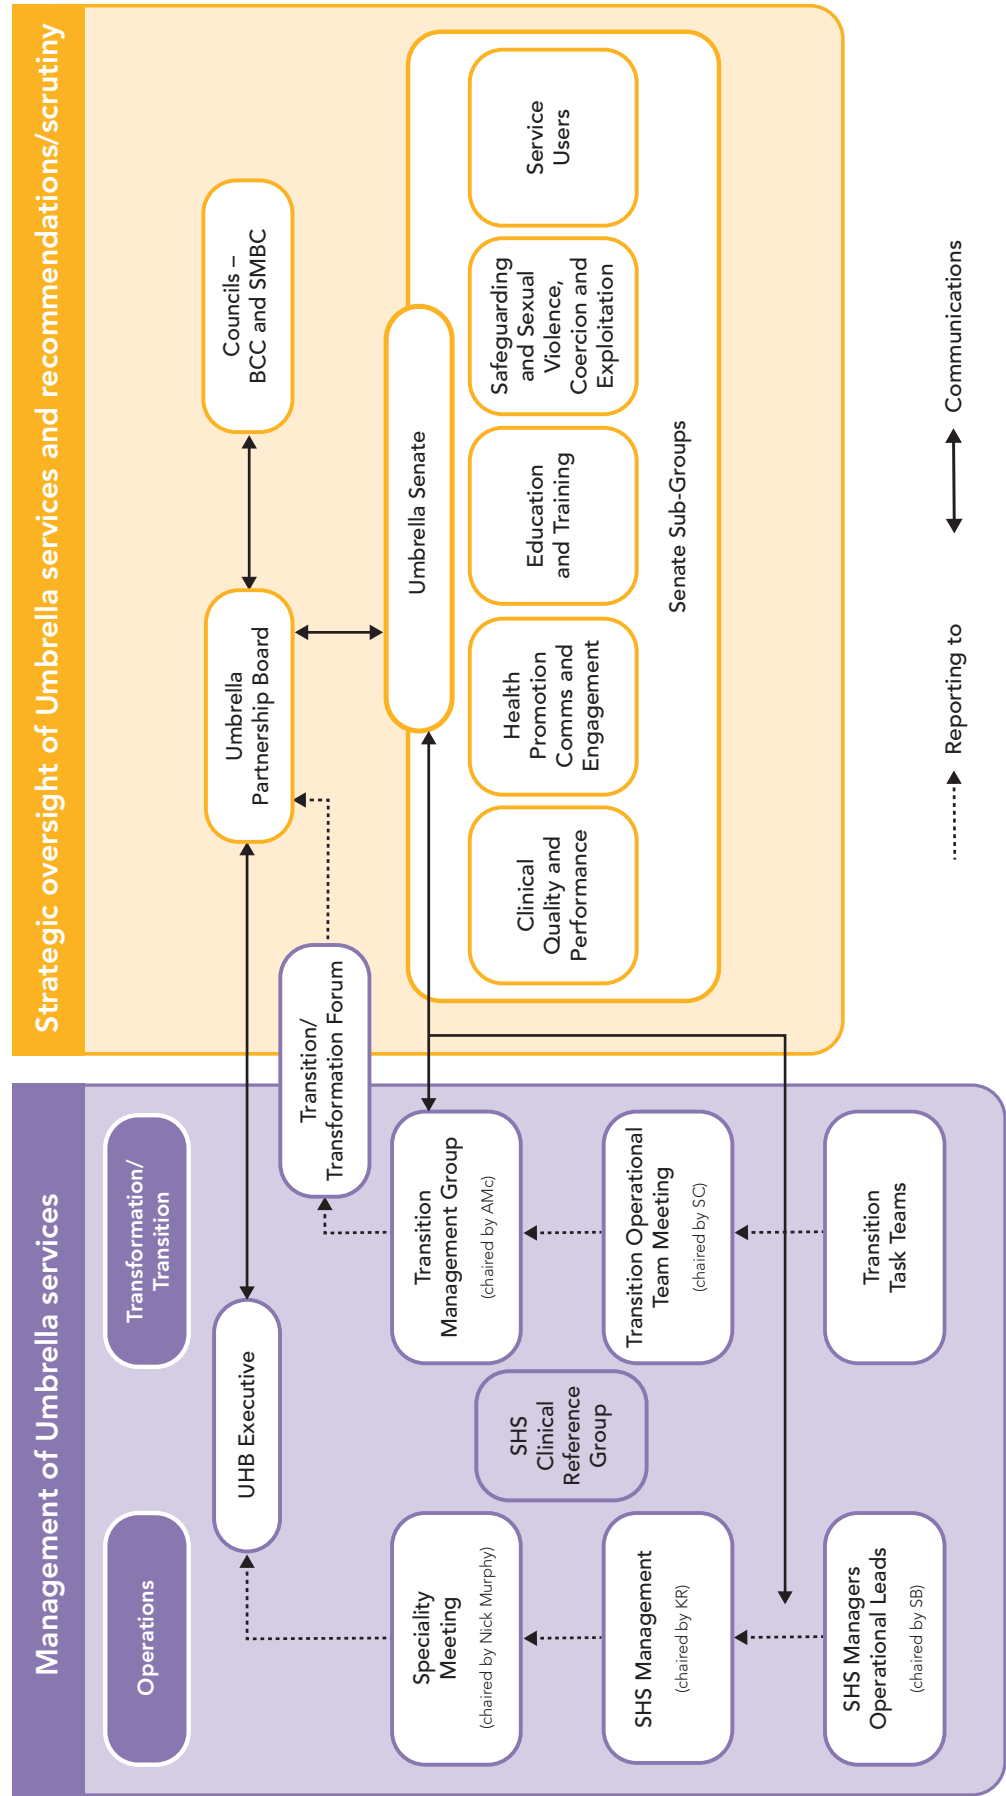 Management of Umbrella services
Operations
Transformation/
Transition
UHB Executive
Transition/
Transformation Forum
Speciality
Meeting
(chaired by Nick Murphy)
SHS
Clinical
Reference
Group
Transition
Management Group
(chaired by AMc)
SHS Management
(chaired by KR)
Transition Operational
Team Meeting
(chaired by SC)
SHS Managers
Operational Leads
(chaired by SB)
Transition
Task Teams
Strategic oversight of Umbrella services and recommendations/scrutiny
Umbrella
Partnership Board
Councils –
BCC and SMBC
Umbrella Senate
Clinical
Quality and
Performance
Health
Promotion
Comms and
Engagement
Education
and Training
Safeguarding
and Sexual
Violence,
Coercion and
Exploitation
Service
Users
Senate Sub-Groups
Reporting to
Communications